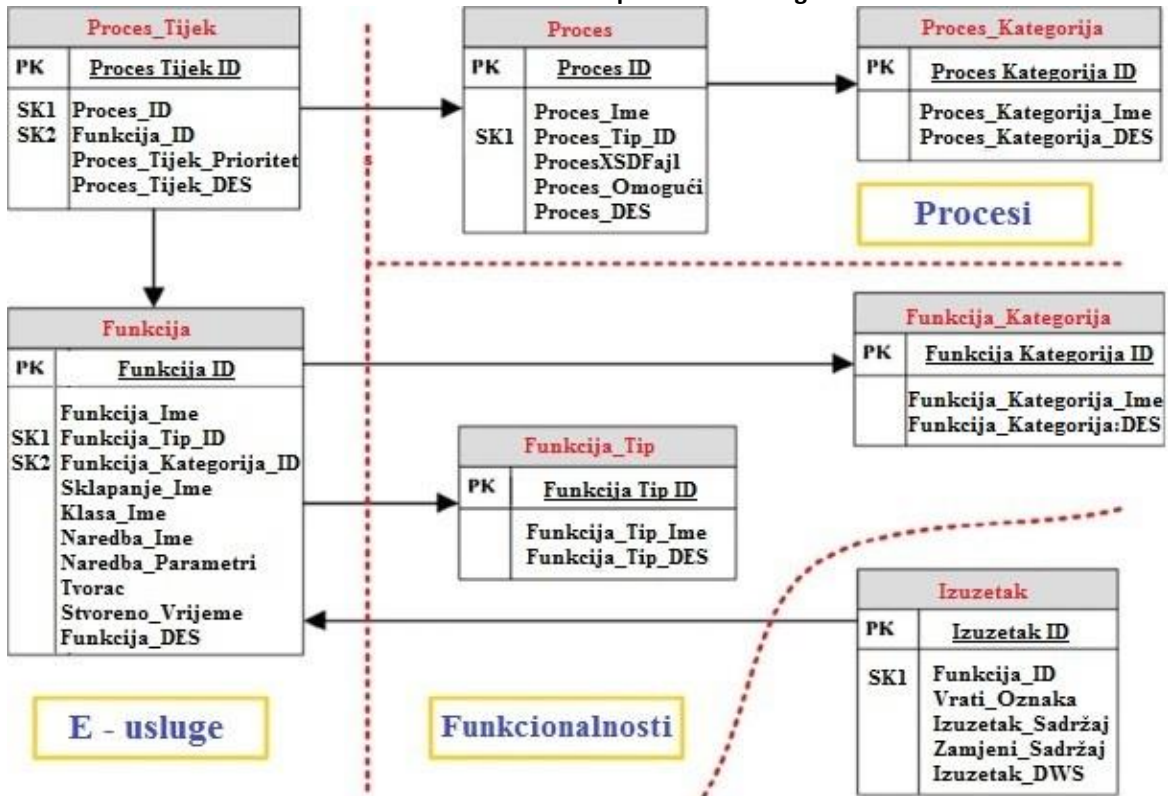 Proces_Tijek
PK Proces Tijek ID
SK1 Proces_ID
SK2 Funkcija_ID
Proces_Tijek_Prioritet
Proces_Tijek_DES
Proces
PK Proces ID
Proces_Ime
SK1 Proces_Tip_ID
ProcesXSDFajl
Proces_Omogući
Proces_DES
Proces_Kategorija
PK Proces Kategorija ID
Proces_Kategorija_Ime
Proces_Kategorija_DES
Procesi
Funkcija
PK Funkcija ID
Funkcija_Ime
SK1 Funkcija_Tip_ID
SK2 Funkcija_Kategorija_ID
Sklapanje_Ime
Klasa_Ime
Naredba_Ime
Naredba_Parametri
Tvorac
Stvoreno_Vrijeme
Funkcija_DES
Funkcija_Kategorija
PK Funkcija Kategorija ID
Funkcija_Kategorija_Ime
Funkcija_Kategorija:DES
Funkcija_Tip
PK Funkcija Tip ID
Funkcija_Tip_Ime
Funkcija_Tip_DES
Izuzetak
PK Izuzetak ID
SK1 Funkcija_ID
Vrati_Oznaka
Izuzetak_Sadržaj
Zamjeni_Sadržaj
Izuzetak_DWS
E - usluge
Funkcionalnosti